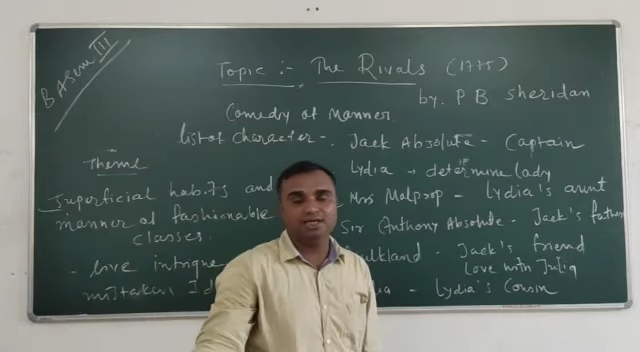 BA Sem III
Topic :- The Rivals (1775)
by. P B Sheridan
Comedy of Manner
list of character -. Jack Absolute - Captain
Lydia → determine lady
Mrs Malprop - Lydia's aunt
Sir Anthony Absolute - Jack's father
- Jack's friend
Love with Julia
- Lydia's Cousin
Theme
- Superficial habits and
manner of fashionable
classes.
- love intrigue
mistaken